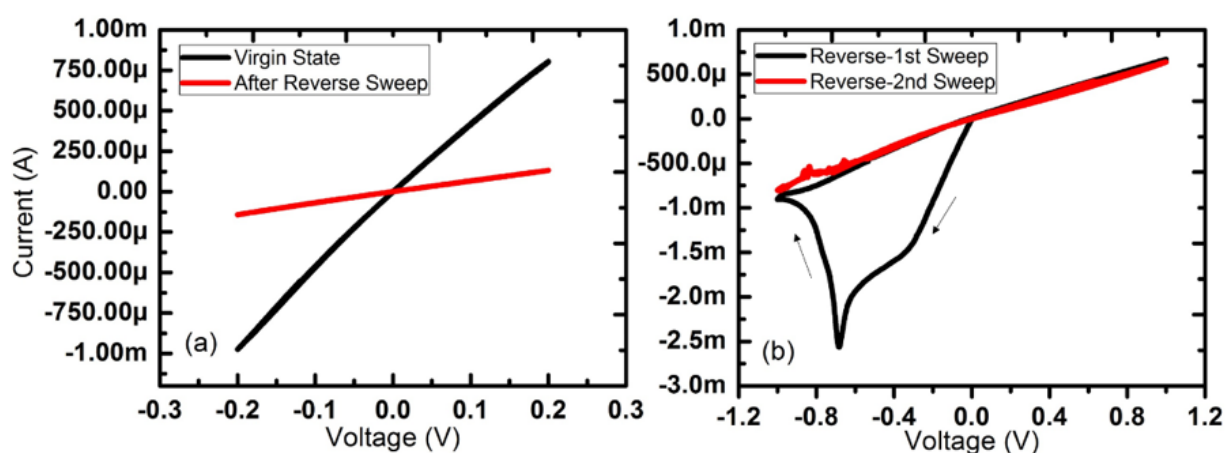 Current (A)
1.00m
750.00µ
500.00µ
250.00µ
0.00
-250.00µ
-500.00µ
-750.00µ
-1.00m
Virgin State
After Reverse Sweep
(a)
-0.3 -0.2 -0.1 0.0 0.1 0.2 0.3
Voltage (V)
1.0m
500.0µ
0.0
-500.0µ
-1.0m
-1.5m
-2.0m
-2.5m
-3.0m
Reverse-1st Sweep
Reverse-2nd Sweep
(b)
-1.2 -0.8 -0.4 0.0 0.4 0.8 1.2
Voltage (V)